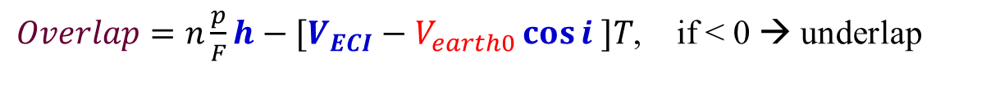 Overlap = n p/F h − [V_ECI − V_earth0 cos i ]T, if < 0 → underlap